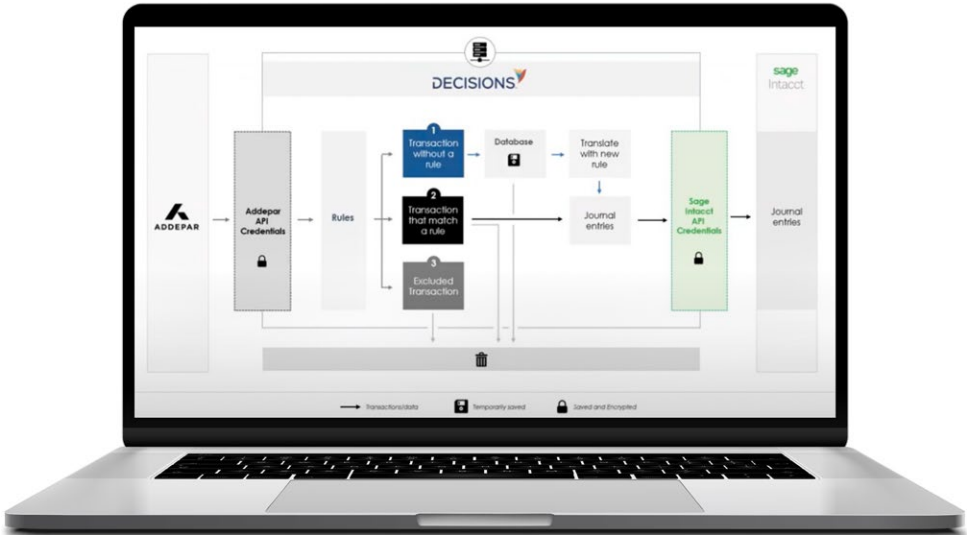 DECISIONS
sage
Intacct
ADDEPAR
Addepar
API
Credentials
Rules
1
Transaction
without a
rule
Database
Translate
with new
rule
2
Transaction
that match
a rule
Journal
entries
3
Excluded
Transaction
Sage
Intacct
API
Credentials
Journal
entries
Transactions/data
Temporarily saved
Saved and Encrypted